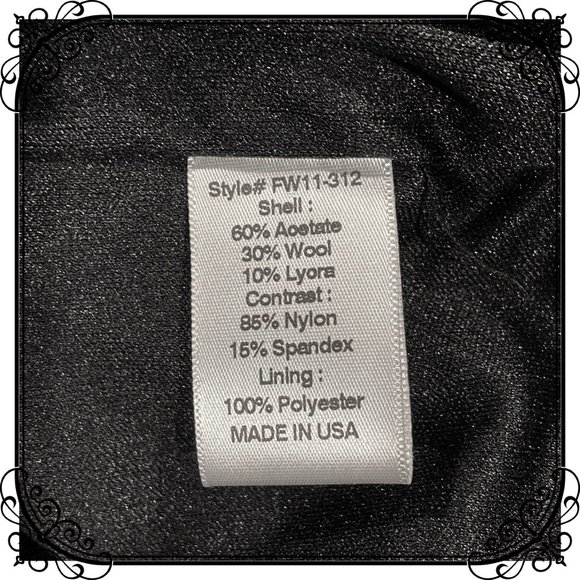 Style# FW11-312
Shell :
60% Acetate
30% Wool
10% Lyora
Contrast :
85% Nylon
15% Spandex
Lining :
100% Polyester
MADE IN USA